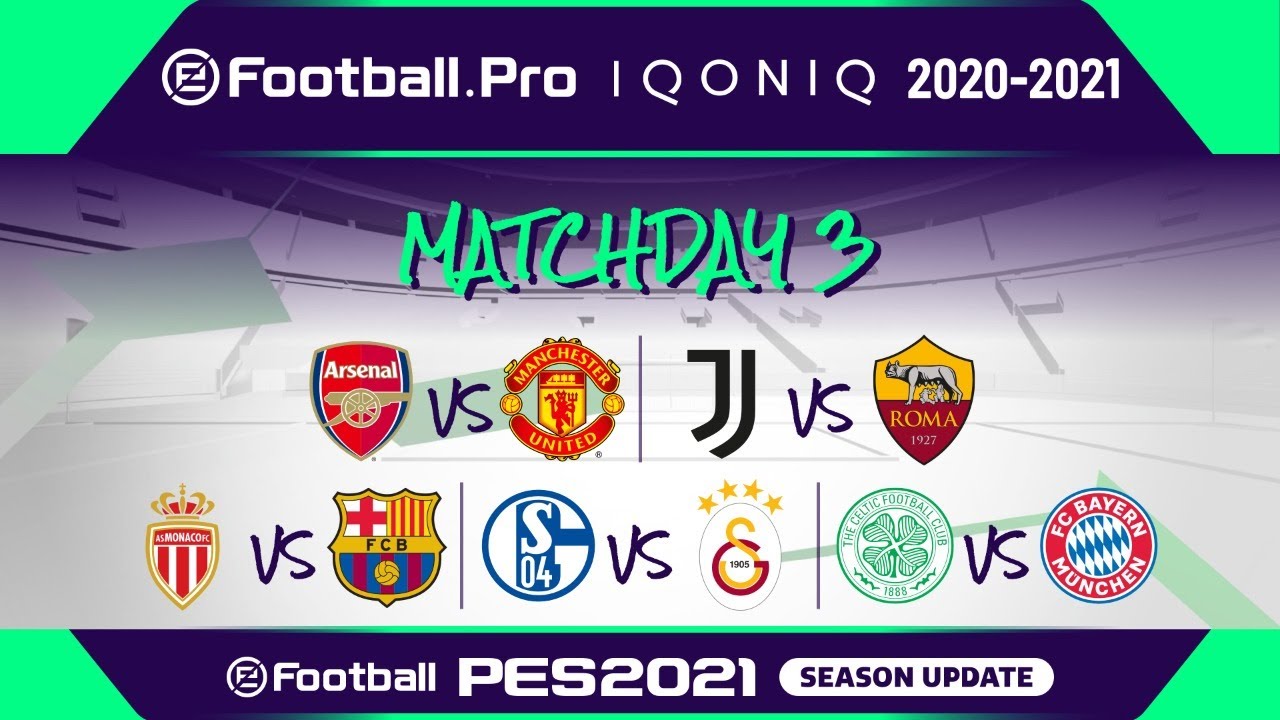 eFootball.Pro IQONIQ 2020-2021
MATCHDAY 3
Arsenal VS MANCHESTER UNITED ® J VS ROMA 1927
AS MONACO FC VS FCB S04 VS 1905 THE CELTIC FOOTBALL CLUB 1888 VS FC BAYERN MÜNCHEN
eFootball PES2021 SEASON UPDATE